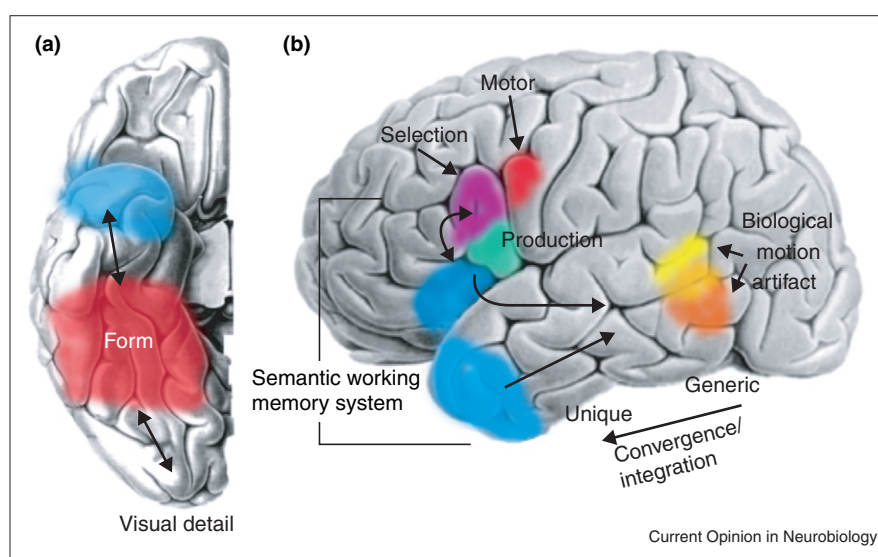 (a)
Form
Visual detail
(b)
Motor
Selection
Production
Biological
motion
artifact
Semantic working
memory system
Unique
Generic
Convergence/
integration
Current Opinion in Neurobiology